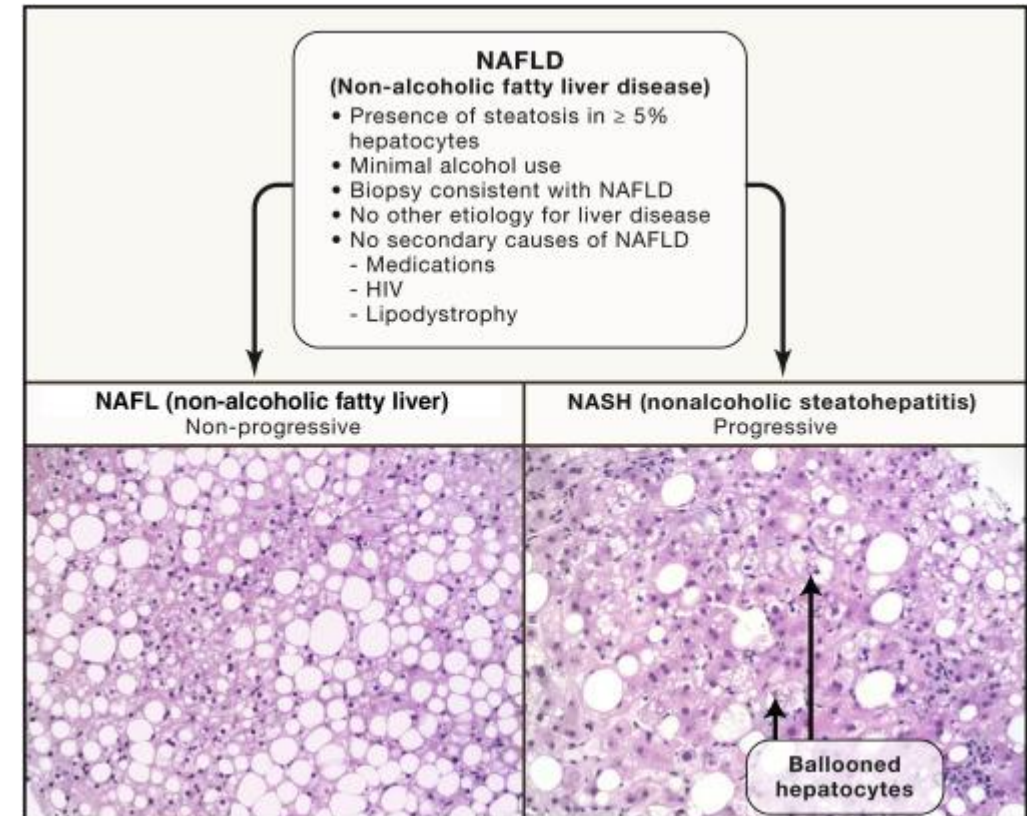 NAFLD
(Non-alcoholic fatty liver disease)
• Presence of steatosis in ≥ 5%
hepatocytes
• Minimal alcohol use
• Biopsy consistent with NAFLD
• No other etiology for liver disease
• No secondary causes of NAFLD
- Medications
- HIV
- Lipodystrophy
NAFL (non-alcoholic fatty liver)
Non-progressive
NASH (nonalcoholic steatohepatitis)
Progressive
Ballooned
hepatocytes